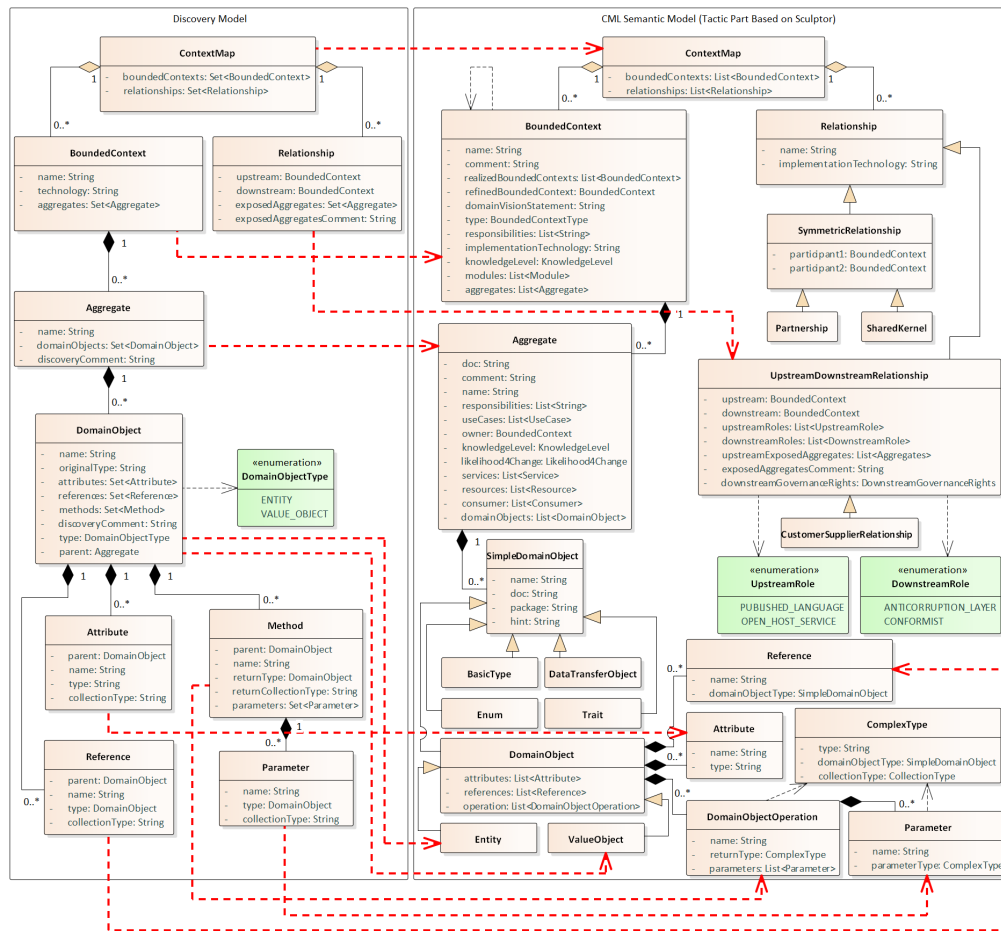 Discovery Model
ContextMap
- boundedContexts: Set<BoundedContext>
- relationships: Set<Relationship>
1
1
0..*
0..*
BoundedContext
- name: String
- technology: String
- aggregates: Set<Aggregate>
Relationship
- upstream: BoundedContext
- downstream: BoundedContext
- exposedAggregates: Set<Aggregate>
- exposedAggregatesComment: String
1
0..*
Aggregate
- name: String
- domainObjects: Set<DomainObject>
- discoveryComment: String
1
0..*
DomainObject
- name: String
- originalType: String
- attributes: Set<Attribute>
- references: Set<Reference>
- methods: Set<Method>
- discoveryComment: String
- type: DomainObjectType
- parent: Aggregate
«enumeration»
DomainObjectType
ENTITY
VALUE_OBJECT
1
1
1
0..*
0..*
Attribute
- parent: DomainObject
- name: String
- type: String
- collectionType: String
Method
- parent: DomainObject
- name: String
- returnType: DomainObject
- returnCollectionType: String
- parameters: Set<Parameter>
1
0..*
Reference
- parent: DomainObject
- name: String
- type: DomainObject
- collectionType: String
0..*
Parameter
- name: String
- type: DomainObject
- collectionType: String
CML Semantic Model (Tactic Part Based on Sculptor)
ContextMap
- boundedContexts: List<BoundedContext>
- relationships: List<Relationship>
1
1
0..*
0..*
BoundedContext
- name: String
- comment: String
- realizedBoundedContexts: List<BoundedContext>
- refinedBoundedContext: BoundedContext
- domainVisionStatement: String
- type: BoundedContextType
- responsibilities: List<String>
- implementationTechnology: String
- knowledgeLevel: KnowledgeLevel
- modules: List<Module>
- aggregates: List<Aggregate>
Relationship
- name: String
- implementationTechnology: String
SymmetricRelationship
- participant1: BoundedContext
- participant2: BoundedContext
Partnership
SharedKernel
1
0..*
Aggregate
- doc: String
- comment: String
- name: String
- responsibilities: List<String>
- useCases: List<UseCase>
- owner: BoundedContext
- knowledgeLevel: KnowledgeLevel
- likelihood4Change: Likelihood4Change
- services: List<Service>
- resources: List<Resource>
- consumer: List<Consumer>
- domainObjects: List<DomainObject>
UpstreamDownstreamRelationship
- upstream: BoundedContext
- downstream: BoundedContext
- upstreamRoles: List<UpstreamRole>
- downstreamRoles: List<DownstreamRole>
- upstreamExposedAggregates: List<Aggregates>
- exposedAggregatesComment: String
- downstreamGovernanceRights: DownstreamGovernanceRights
CustomerSupplierRelationship
«enumeration»
UpstreamRole
PUBLISHED_LANGUAGE
OPEN_HOST_SERVICE
«enumeration»
DownstreamRole
ANTICORRUPTION_LAYER
CONFORMIST
1
0..*
SimpleDomainObject
- name: String
- doc: String
- package: String
- hint: String
BasicType
DataTransferObject
Enum
Trait
0..*
Reference
- name: String
- domainObjectType: SimpleDomainObject
DomainObject
- attributes: List<Attribute>
- references: List<Reference>
- operation: List<DomainObjectOperation>
0..*
Attribute
- name: String
- type: String
ComplexType
- type: String
- domainObjectType: SimpleDomainObject
- collectionType: CollectionType
0..*
Entity
ValueObject
DomainObjectOperation
- name: String
- returnType: ComplexType
- parameters: List<Parameter>
0..*
Parameter
- name: String
- parameterType: ComplexType